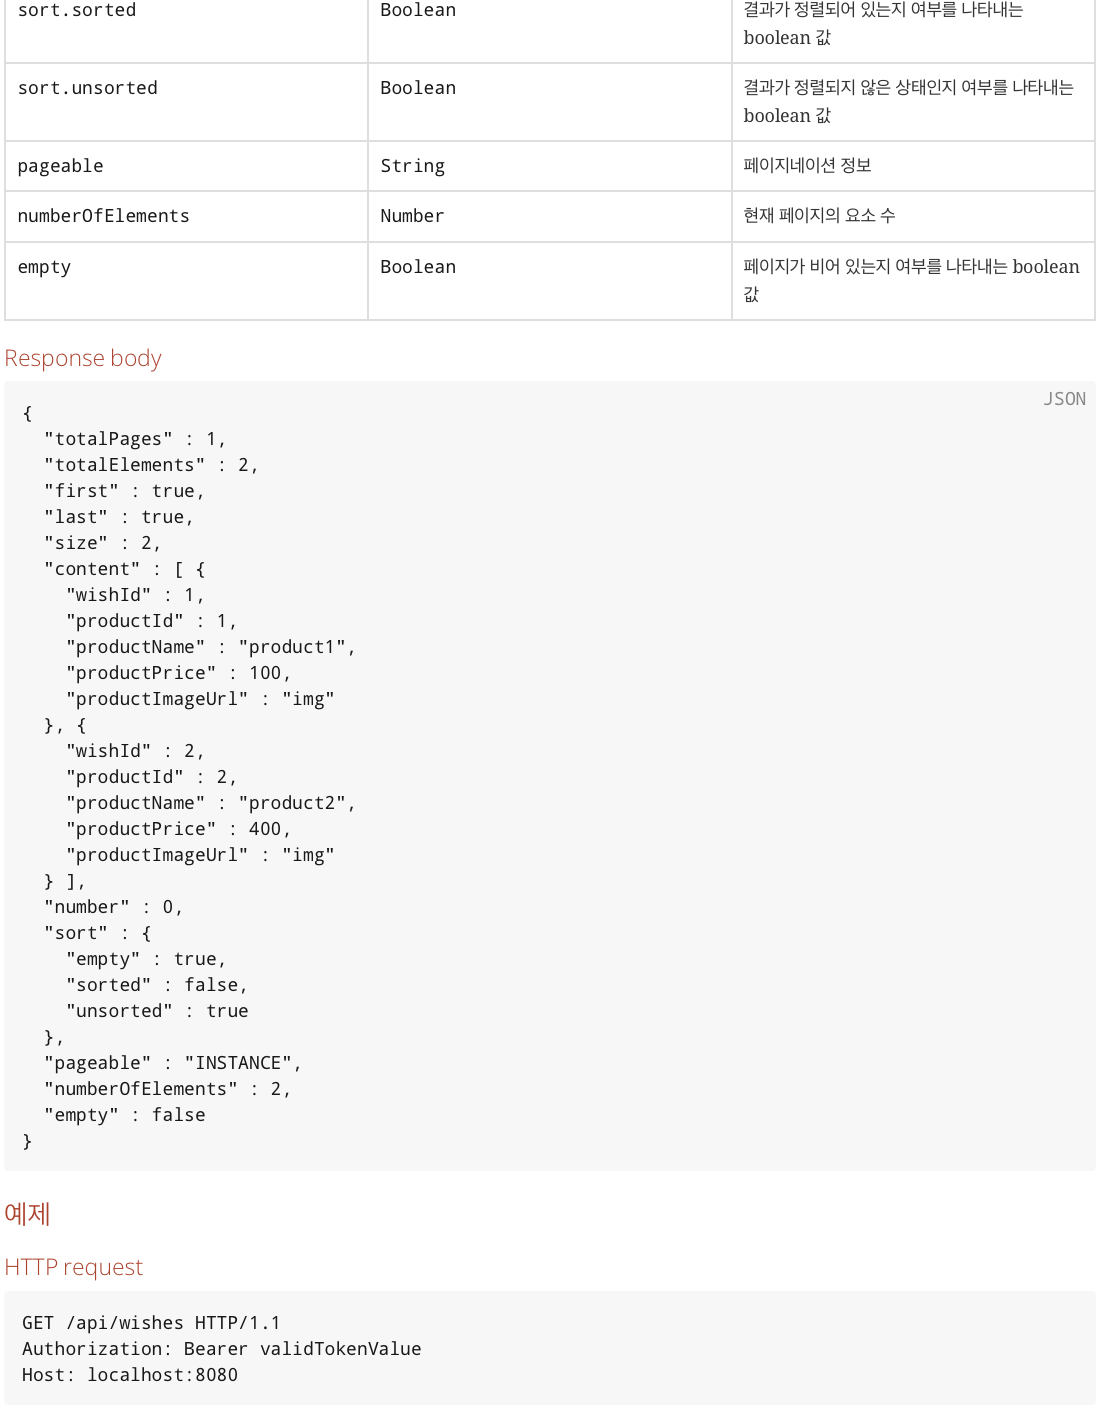 sort.sorted Boolean 결과가 정렬되어 있는지 여부를 나타내는
boolean 값
sort.unsorted Boolean 결과가 정렬되지 않은 상태인지 여부를 나타내는
boolean 값
pageable String 페이지네이션 정보
numberOfElements Number 현재 페이지의 요소 수
empty Boolean 페이지가 비어 있는지 여부를 나타내는 boolean
값
Response body
JSON
{
  "totalPages" : 1,
  "totalElements" : 2,
  "first" : true,
  "last" : true,
  "size" : 2,
  "content" : [ {
    "wishId" : 1,
    "productId" : 1,
    "productName" : "product1",
    "productPrice" : 100,
    "productImageUrl" : "img"
  }, {
    "wishId" : 2,
    "productId" : 2,
    "productName" : "product2",
    "productPrice" : 400,
    "productImageUrl" : "img"
  } ],
  "number" : 0,
  "sort" : {
    "empty" : true,
    "sorted" : false,
    "unsorted" : true
  },
  "pageable" : "INSTANCE",
  "numberOfElements" : 2,
  "empty" : false
}
예제
HTTP request
GET /api/wishes HTTP/1.1
Authorization: Bearer validTokenValue
Host: localhost:8080